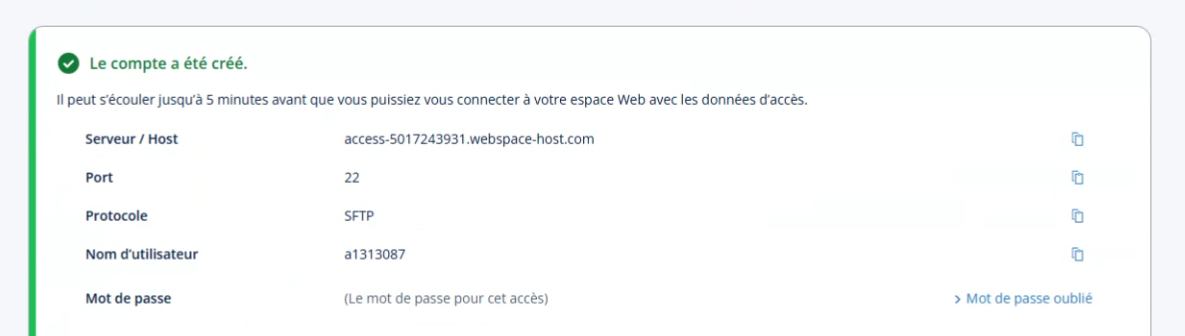 Le compte a été créé.
Il peut s'écouler jusqu'à 5 minutes avant que vous puissiez vous connecter à votre espace Web avec les données d'accès.
Serveur / Host access-5017243931.webspace-host.com
Port 22
Protocole SFTP
Nom d'utilisateur a1313087
Mot de passe (Le mot de passe pour cet accès) > Mot de passe oublié